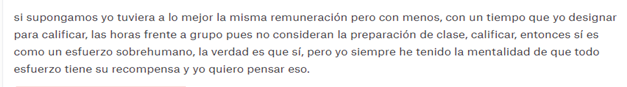 si supongamos yo tuviera a lo mejor la misma remuneración pero con menos, con un tiempo que yo designar
para calificar, las horas frente a grupo pues no consideran la preparación de clase, calificar, entonces sí es
como un esfuerzo sobrehumano, la verdad es que sí, pero yo siempre he tenido la mentalidad de que todo
esfuerzo tiene su recompensa y yo quiero pensar eso.